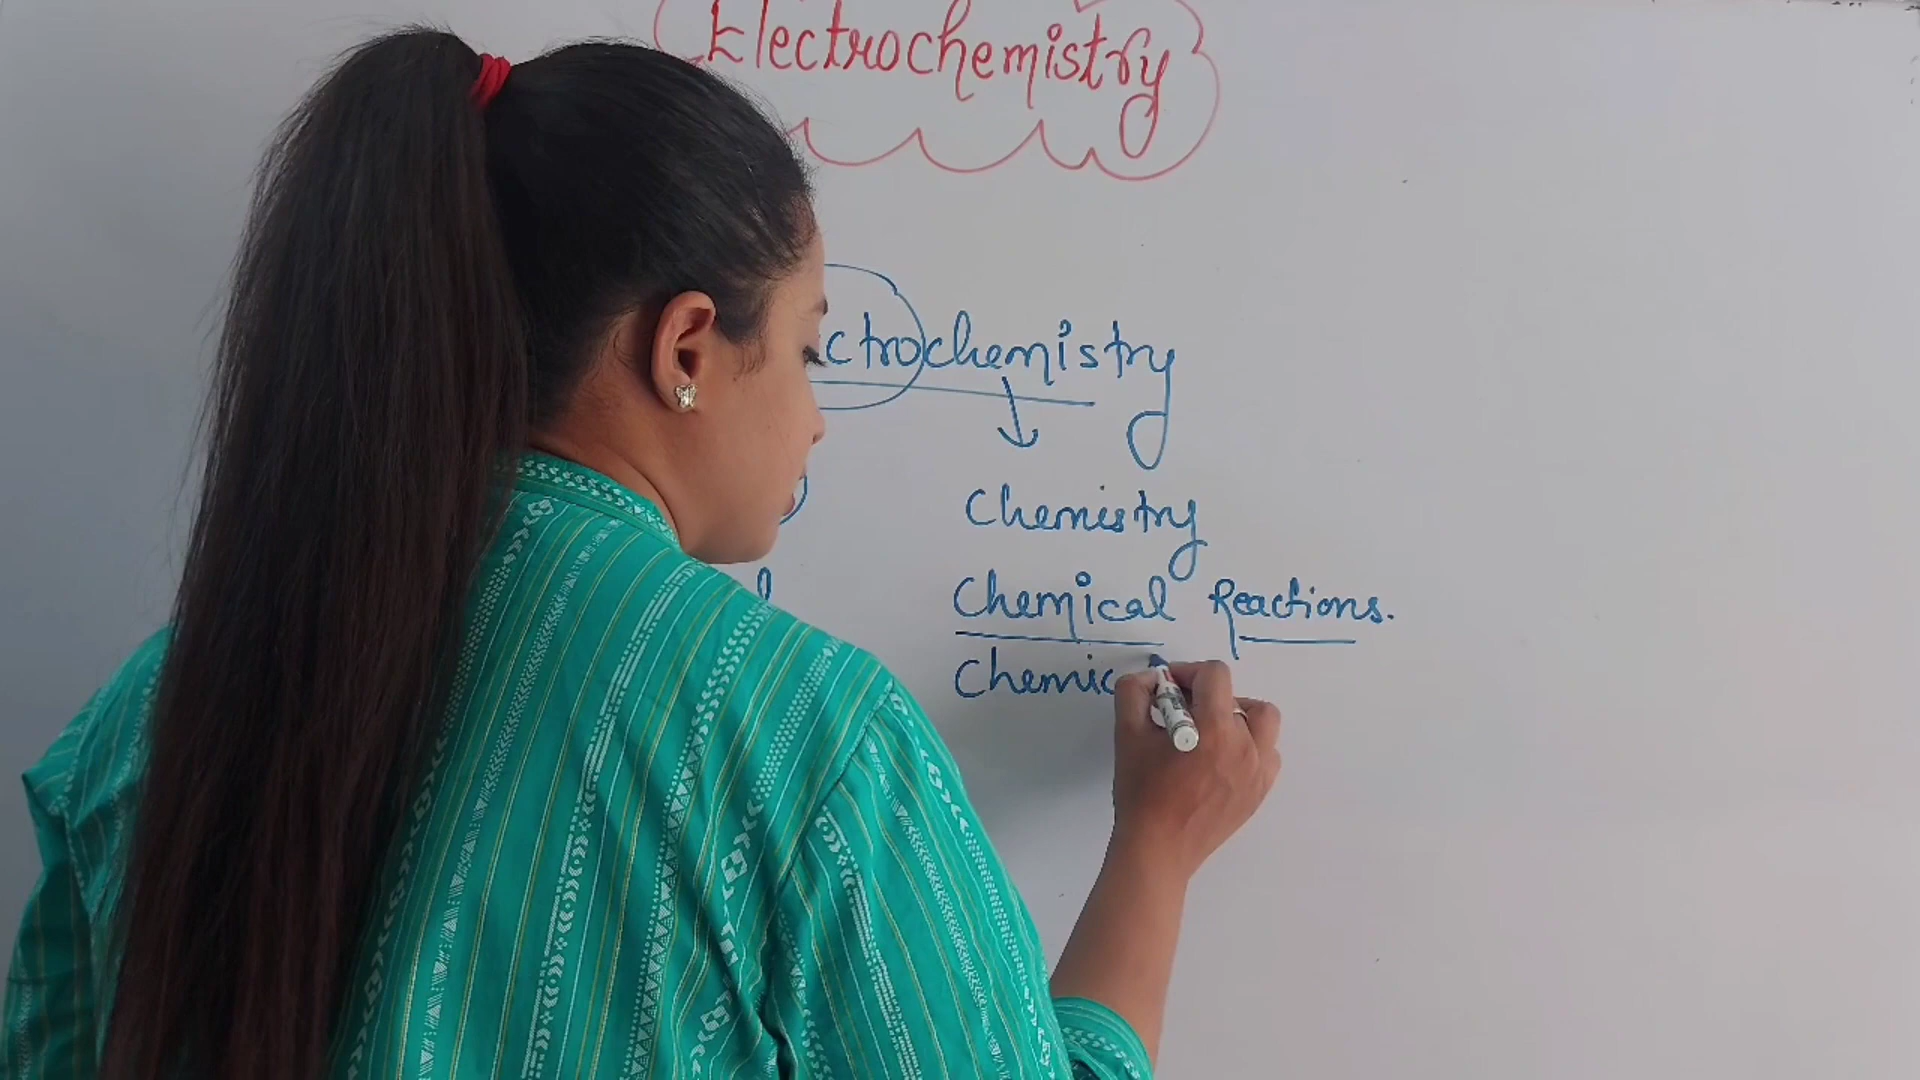 Electrochemistry
ctrochemistry
Chemistry
Chemical Reactions.
Chemic